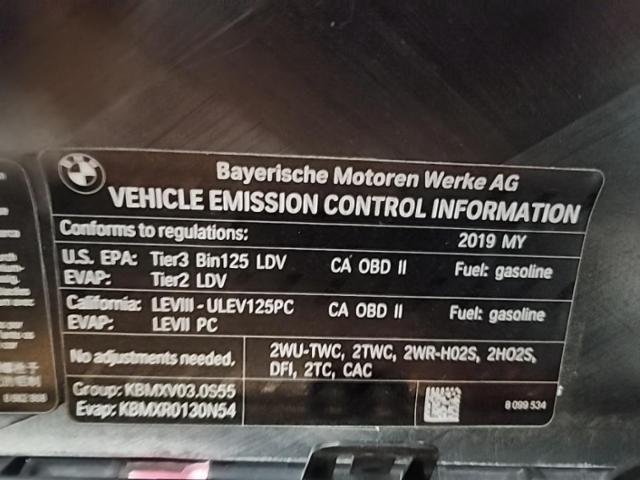 Bayerische Motoren Werke AG
VEHICLE EMISSION CONTROL INFORMATION
Conforms to regulations: 2019 MY
U.S. EPA: Tier3 Bin125 LDV CA OBD II Fuel: gasoline
EVAP: Tier2 LDV
California: LEVIII - ULEV125PC CA OBD II Fuel: gasoline
EVAP: LEVII PC
No adjustments needed. 2WU-TWC, 2TWC, 2WR-HO2S, 2HO2S,
DFI, 2TC, CAC
Group: KBMXV03.0S55
Evap: KBMXR0130N54
8 099 534